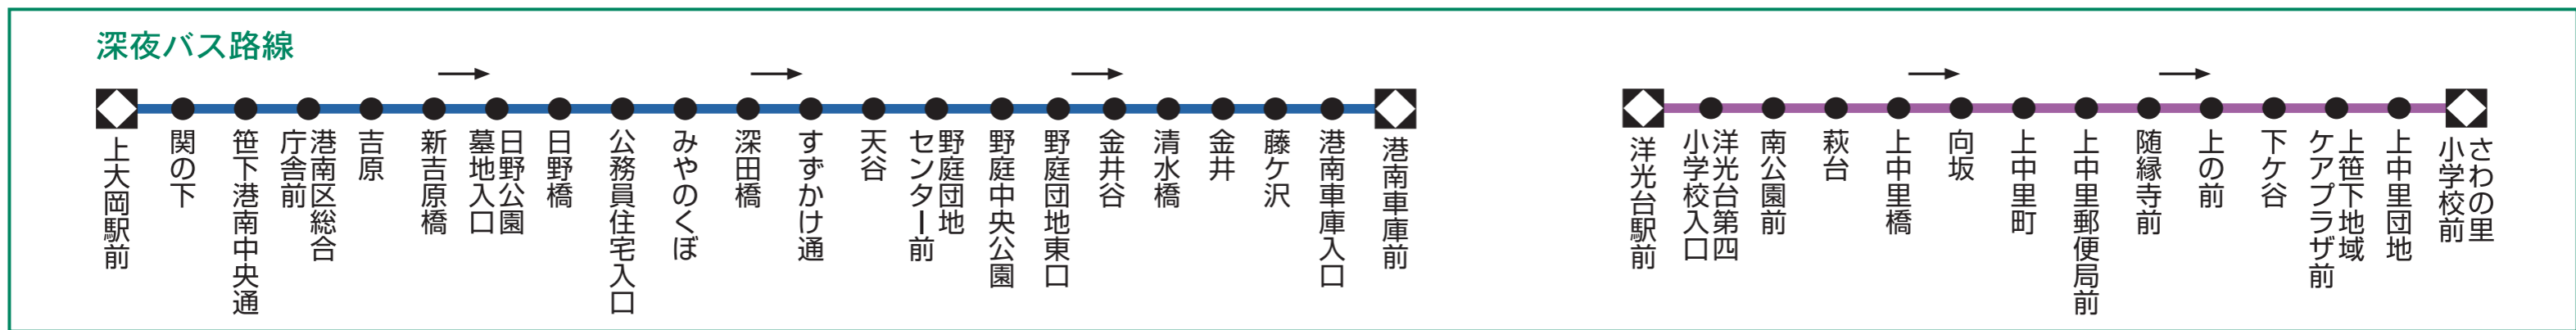 深夜バス路線
上大岡駅前
関の下
笹下港南中央通
港南区総合
庁舎前
吉原
新吉原橋
日野公園
墓地入口
日野橋
公務員住宅入口
みやのくぼ
深田橋
すずかけ通
天谷
野庭団地
センター前
野庭中央公園
野庭団地東口
金井谷
清水橋
金井
藤ケ沢
港南車庫入口
港南車庫前
洋光台駅前
洋光台第四
小学校入口
南公園前
萩台
上中里橋
向坂
上中里町
上中里郵便局前
随縁寺前
上の前
下ケ谷
上笹下地域
ケアプラザ前
上中里団地
さわの里
小学校前